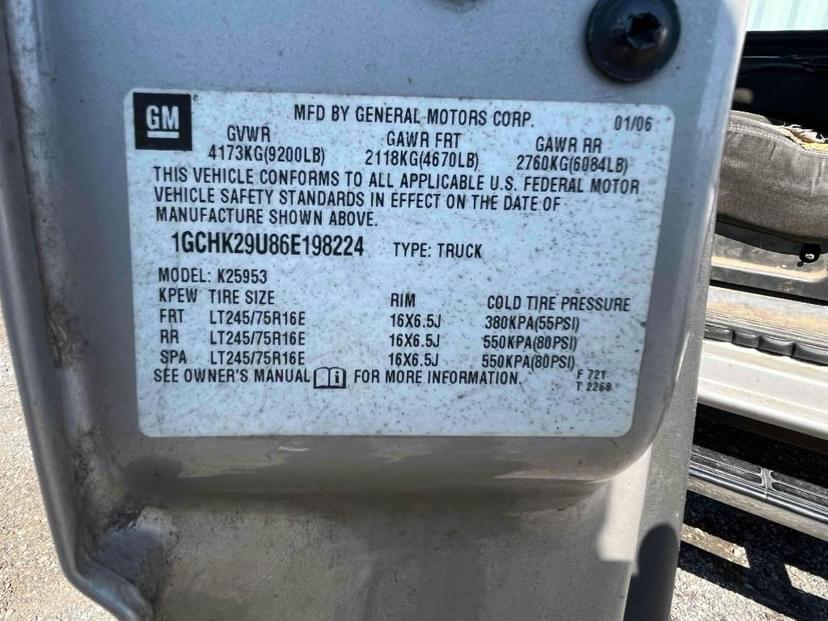 GM
MFD BY GENERAL MOTORS CORP. 01/06
GVWR GAWR FRT GAWR RR
4173KG(9200LB) 2118KG(4670LB) 2760KG(6084LB)
THIS VEHICLE CONFORMS TO ALL APPLICABLE U.S. FEDERAL MOTOR
VEHICLE SAFETY STANDARDS IN EFFECT ON THE DATE OF
MANUFACTURE SHOWN ABOVE.
1GCHK29U86E198224 TYPE: TRUCK
MODEL: K25953
KPEW TIRE SIZE RIM COLD TIRE PRESSURE
FRT LT245/75R16E 16X6.5J 380KPA(55PSI)
RR LT245/75R16E 16X6.5J 550KPA(80PSI)
SPA LT245/75R16E 16X6.5J 550KPA(80PSI)
SEE OWNER'S MANUAL i FOR MORE INFORMATION.
F 721
T 2268